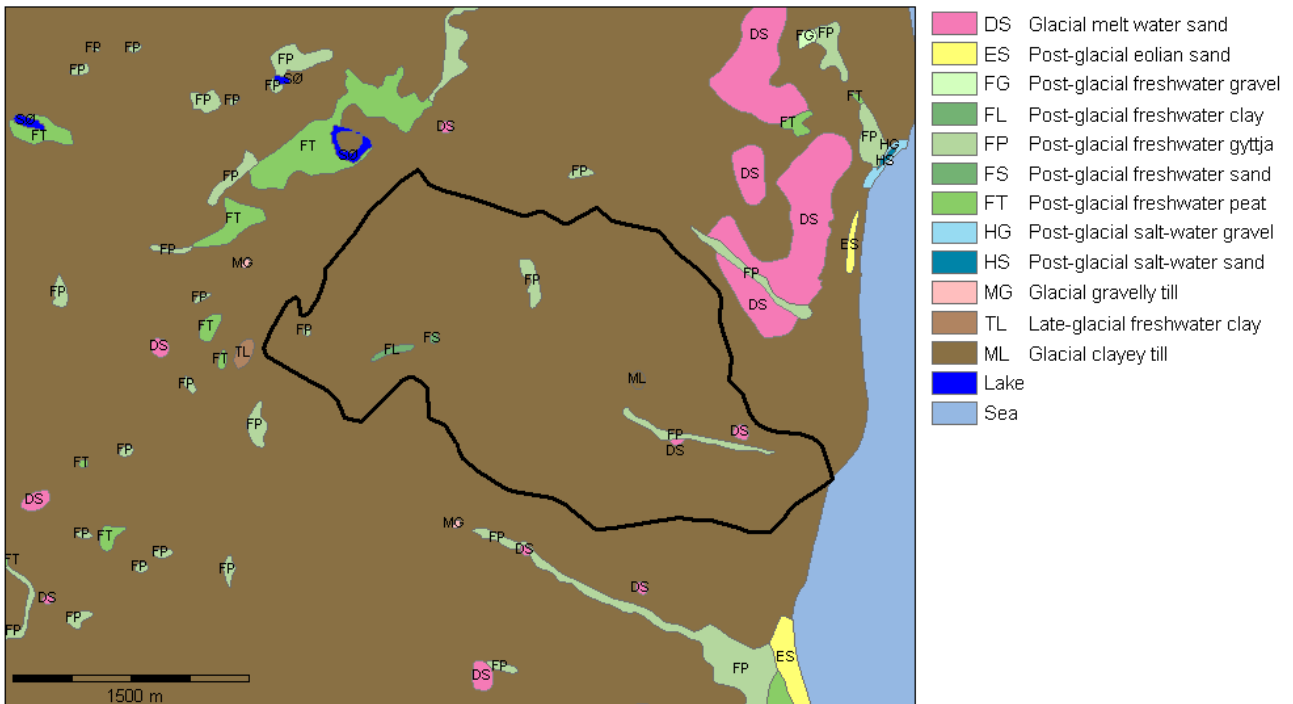 DS Glacial melt water sand
ES Post-glacial eolian sand
FG Post-glacial freshwater gravel
FL Post-glacial freshwater clay
FP Post-glacial freshwater gyttja
FS Post-glacial freshwater sand
FT Post-glacial freshwater peat
HG Post-glacial salt-water gravel
HS Post-glacial salt-water sand
MG Glacial gravelly till
TL Late-glacial freshwater clay
ML Glacial clayey till
Lake
Sea
DS
FG FP
FP FP
FP
FP
FP SØ
FP FP
FT
SØ
FT
DS
FT
FP
HG
HS
FT
SØ
FP
FP
DS
FT
DS
FP
ES
MG
FP
FP
FP
FP
DS
FT
FP
FS
DS
FT TL
FL
FP
ML
FP
FP
DS
DS
FP
FT
DS
MG
FP FT
FP
FP
DS
FT
FP
FP
DS
DS
FP
FP
ES
FP
DS FP
1500 m